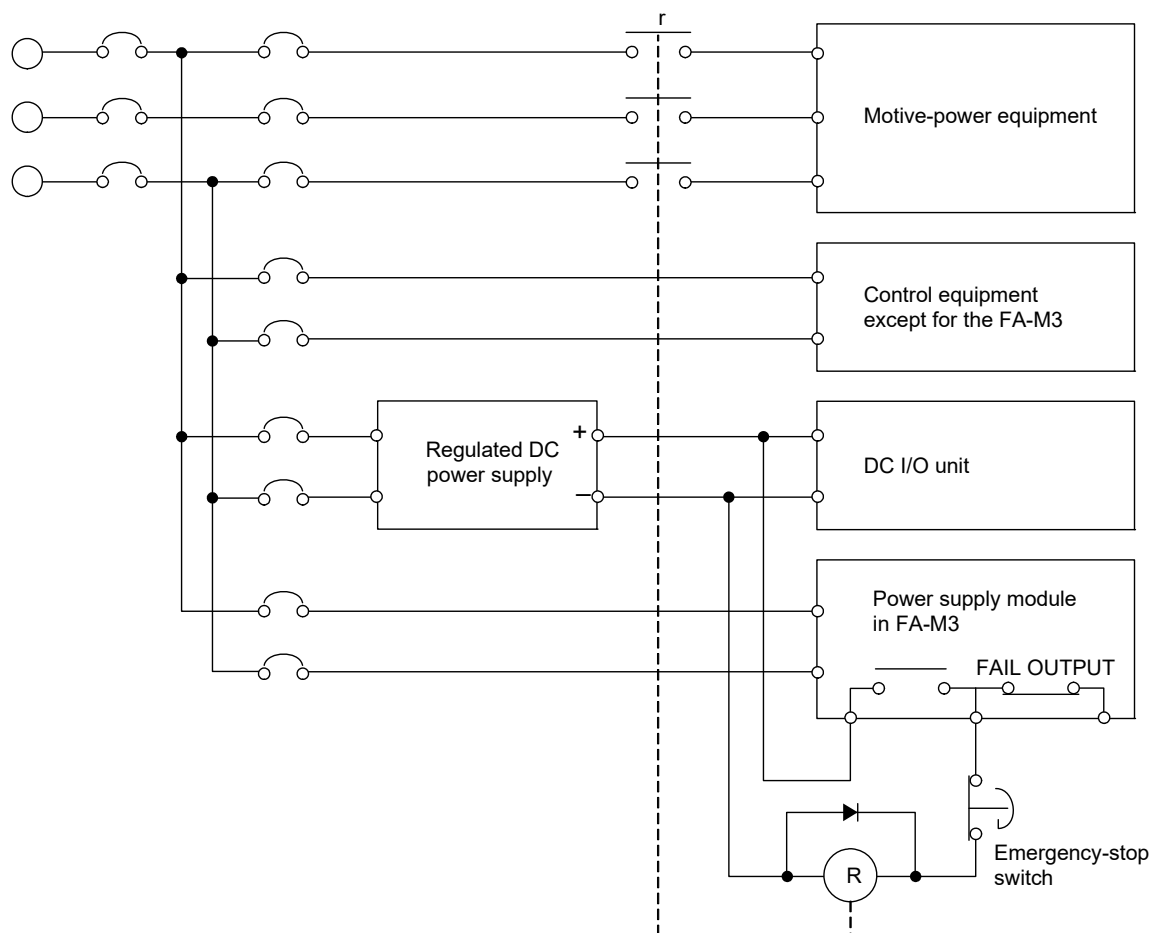 r
Motive-power equipment
Control equipment
except for the FA-M3
Regulated DC
power supply
+
−
DC I/O unit
Power supply module
in FA-M3
FAIL OUTPUT
Emergency-stop
switch
R